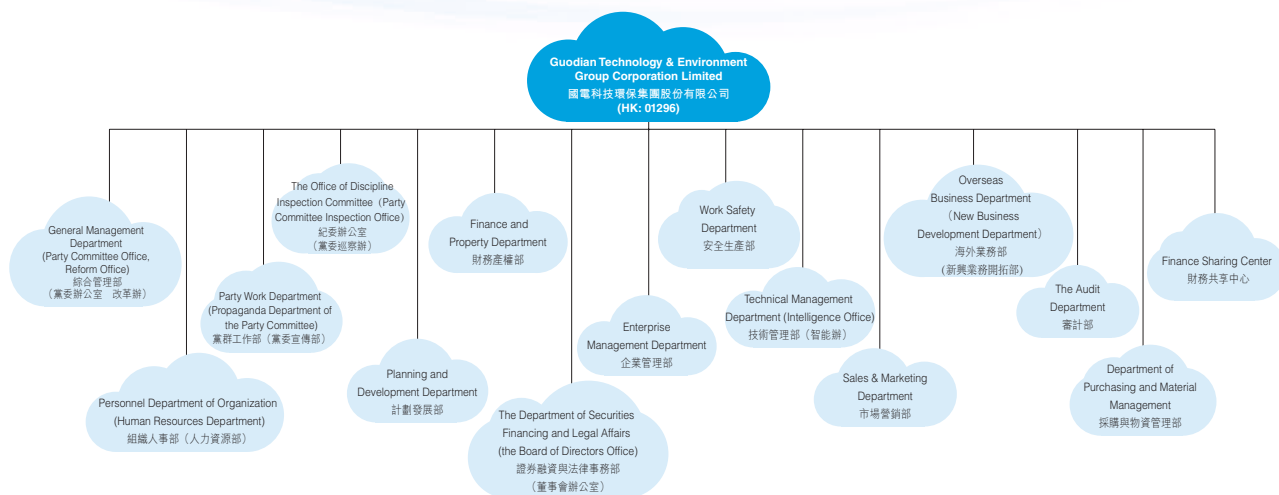 Guodian Technology & Environment
Group Corporation Limited
國電科技環保集團股份有限公司
(HK: 01296)
General Management
Department
(Party Committee Office,
Reform Office)
綜合管理部
（黨委辦公室　改革辦）
Personnel Department of Organization
(Human Resources Department)
組織人事部（人力資源部）
Party Work Department
(Propaganda Department of
the Party Committee)
黨群工作部（黨委宣傳部）
The Office of Discipline
Inspection Committee（Party
Committee Inspection Office）
紀委辦公室
（黨委巡察辦）
Planning and
Development Department
計劃發展部
Finance and
Property Department
財務產權部
The Department of Securities
Financing and Legal Affairs
(the Board of Directors Office)
證券融資與法律事務部
（董事會辦公室）
Enterprise
Management Department
企業管理部
Work Safety
Department
安全生產部
Technical Management
Department (Intelligence Office)
技術管理部（智能辦）
Sales & Marketing
Department
市場營銷部
Overseas
Business Department
（New Business
Development Department）
海外業務部
（新興業務開拓部）
The Audit
Department
審計部
Department of
Purchasing and Material
Management
採購與物資管理部
Finance Sharing Center
財務共享中心